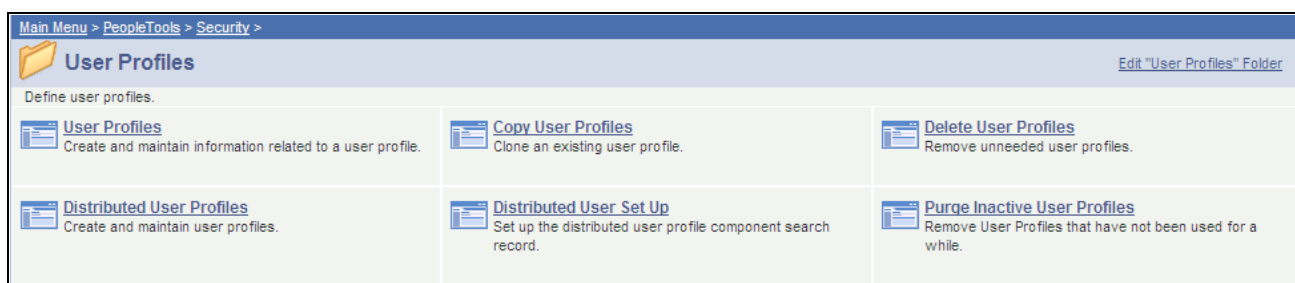 Main Menu > PeopleTools > Security >
User Profiles
Edit "User Profiles" Folder
Define user profiles.
User Profiles
Create and maintain information related to a user profile.
Copy User Profiles
Clone an existing user profile.
Delete User Profiles
Remove unneeded user profiles.
Distributed User Profiles
Create and maintain user profiles.
Distributed User Set Up
Set up the distributed user profile component search
record.
Purge Inactive User Profiles
Remove User Profiles that have not been used for a
while.